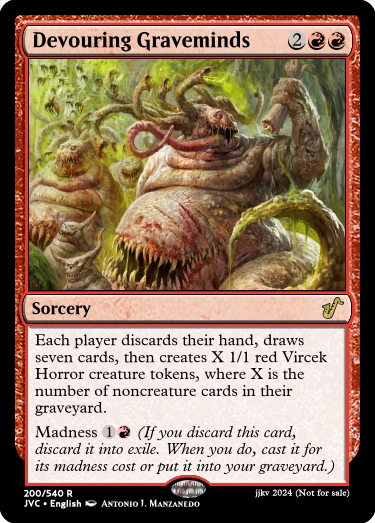 Devouring Graveminds 2
Sorcery
Each player discards their hand, draws
seven cards, then creates X 1/1 red Vircek
Horror creature tokens, where X is the
number of noncreature cards in their
graveyard.
Madness 1 (If you discard this card,
discard it into exile. When you do, cast it for
its madness cost or put it into your graveyard.)
200/540 R
jjkv 2024 (Not for sale)
JVC • English Antonio J. Manzanedo